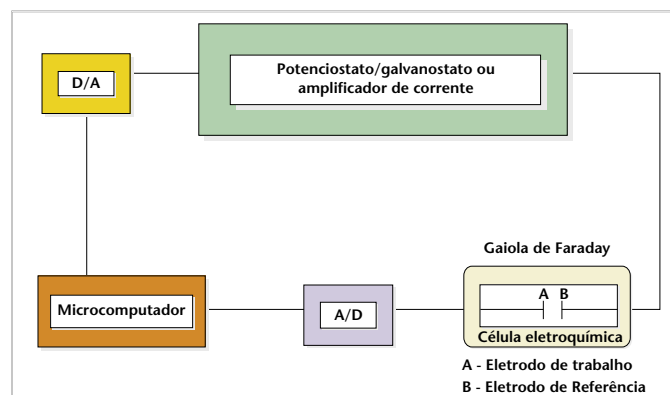 D/A
Potenciostato/galvanostato ou
amplificador de corrente
Gaiola de Faraday
Microcomputador
A/D
A B
Célula eletroquímica
A - Eletrodo de trabalho
B - Eletrodo de Referência